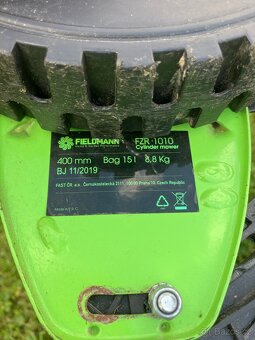 FIELDMANN
FZR 1010
Cylinder mower
400 mm Bag 15 l 8,8 Kg
BJ 11/2019
FAST ČR, a.s. Černokostelecká 2111, 100 00 Praha 10, Czech Republic